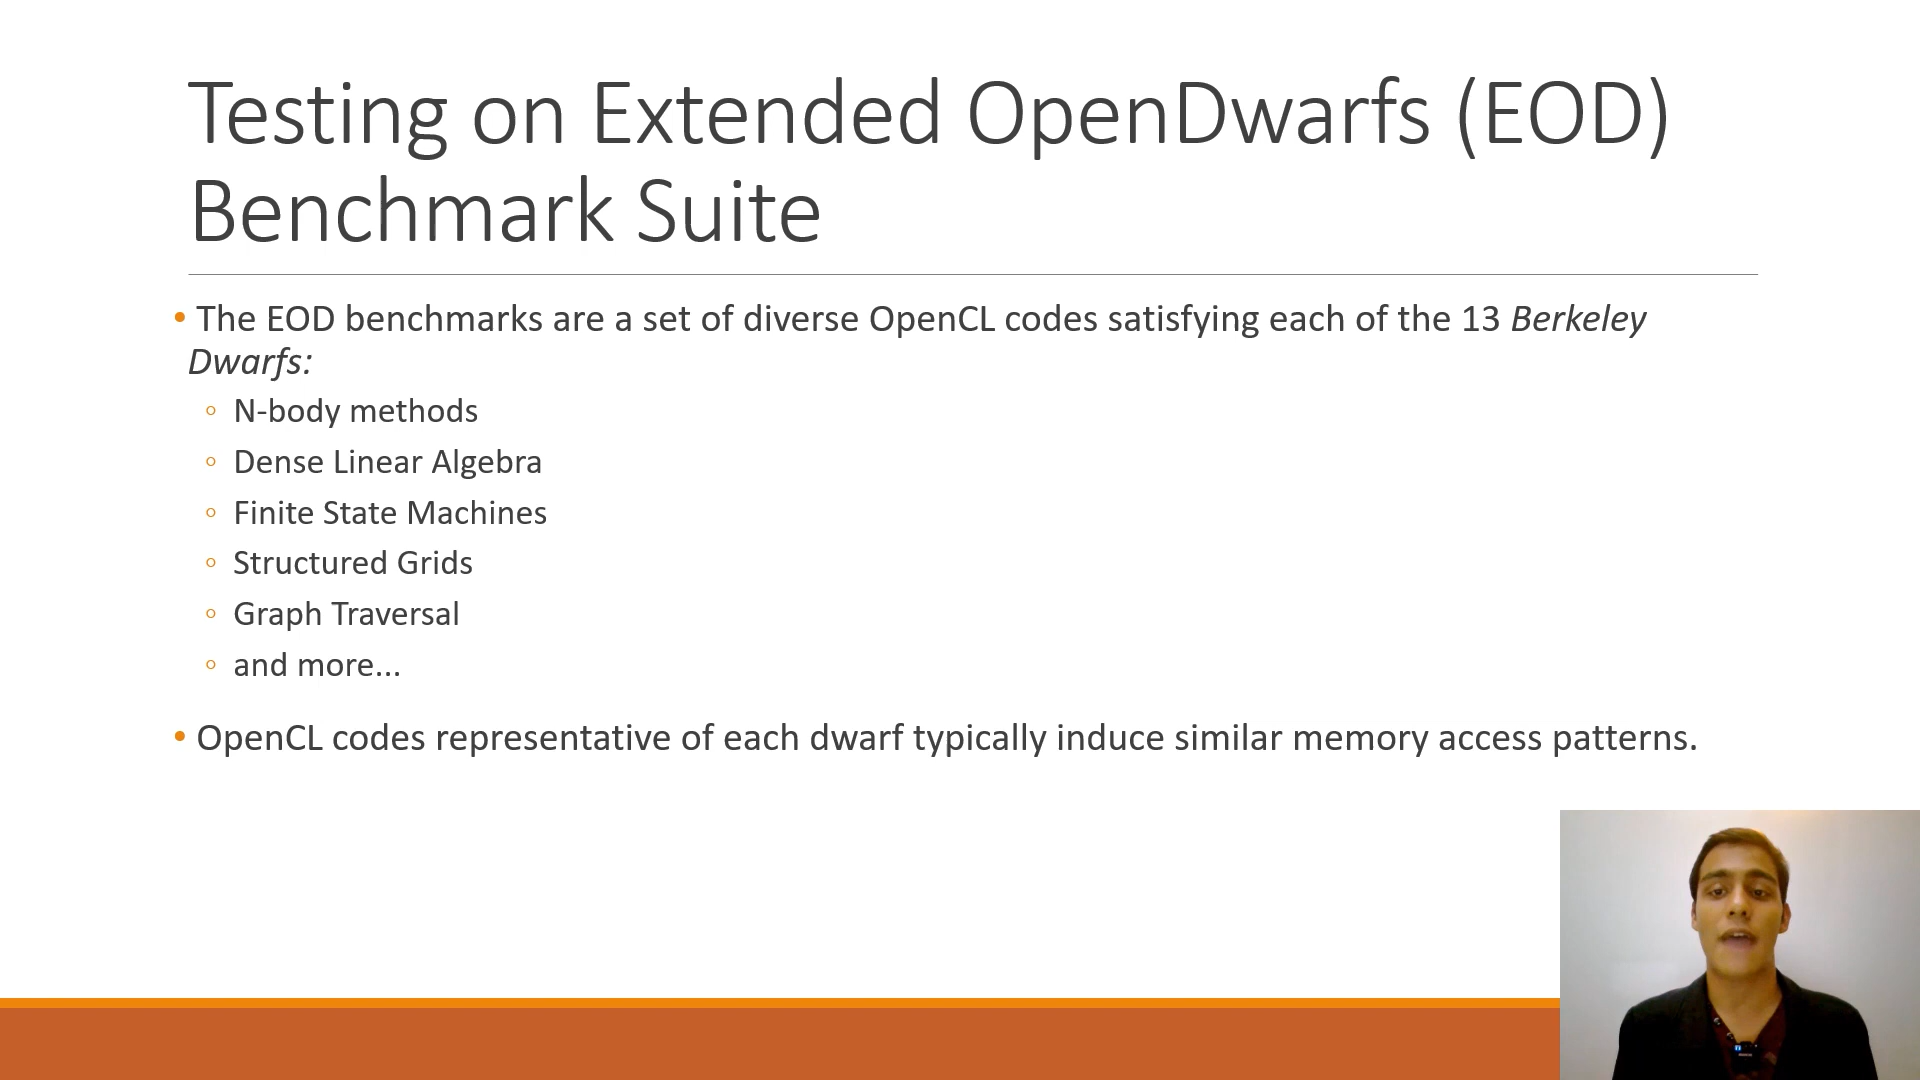 Testing on Extended OpenDwarfs (EOD)
Benchmark Suite
• The EOD benchmarks are a set of diverse OpenCL codes satisfying each of the 13 Berkeley
Dwarfs:
◦ N-body methods
◦ Dense Linear Algebra
◦ Finite State Machines
◦ Structured Grids
◦ Graph Traversal
◦ and more...
• OpenCL codes representative of each dwarf typically induce similar memory access patterns.